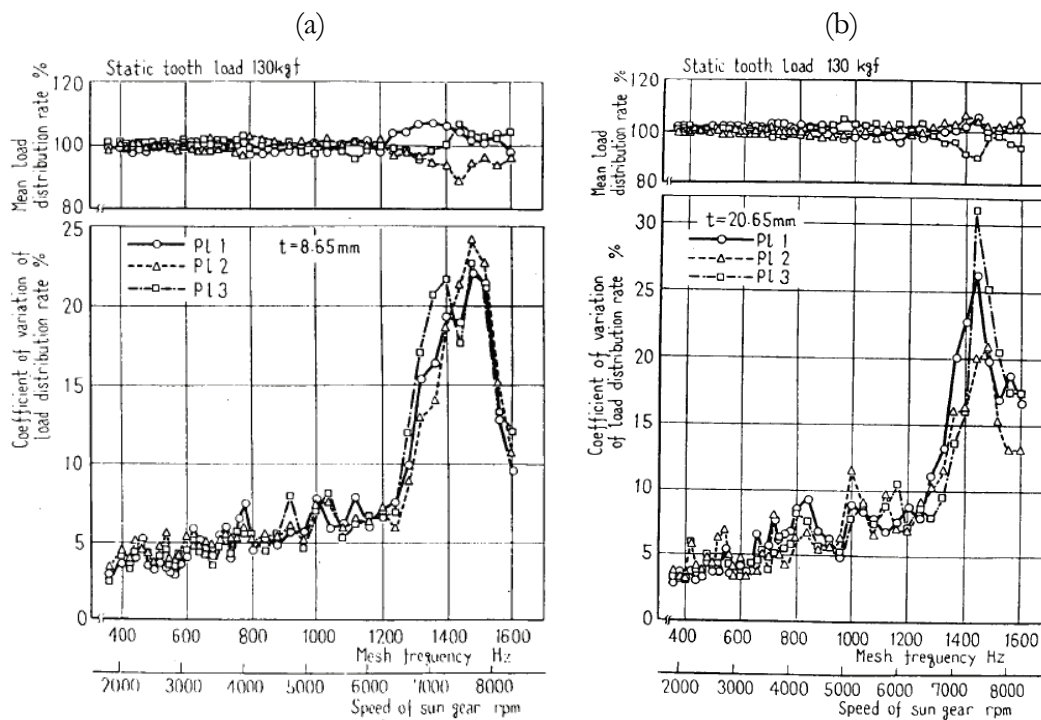 (a)
Static tooth load 130kgf
Mean load
distribution rate %
120
100
80
Coefficient of variation of
load distribution rate %
25
20
15
10
5
0
Pl 1
Pl 2
Pl 3
t=8.65mm
400 600 800 1000 1200 1400 1600
Mesh frequency Hz
2000 3000 4000 5000 6000 7000 8000
Speed of sun gear rpm
(b)
Static tooth load 130 kgf
Mean load
distribution rate %
120
100
80
Coefficient of variation
of load distribution rate %
30
25
20
15
10
5
0
t=20.65mm
Pl 1
Pl 2
Pl 3
400 600 800 1000 1200 1400 1600
Mesh frequency Hz
2000 3000 4000 5000 6000 7000 8000
Speed of sun gear rpm